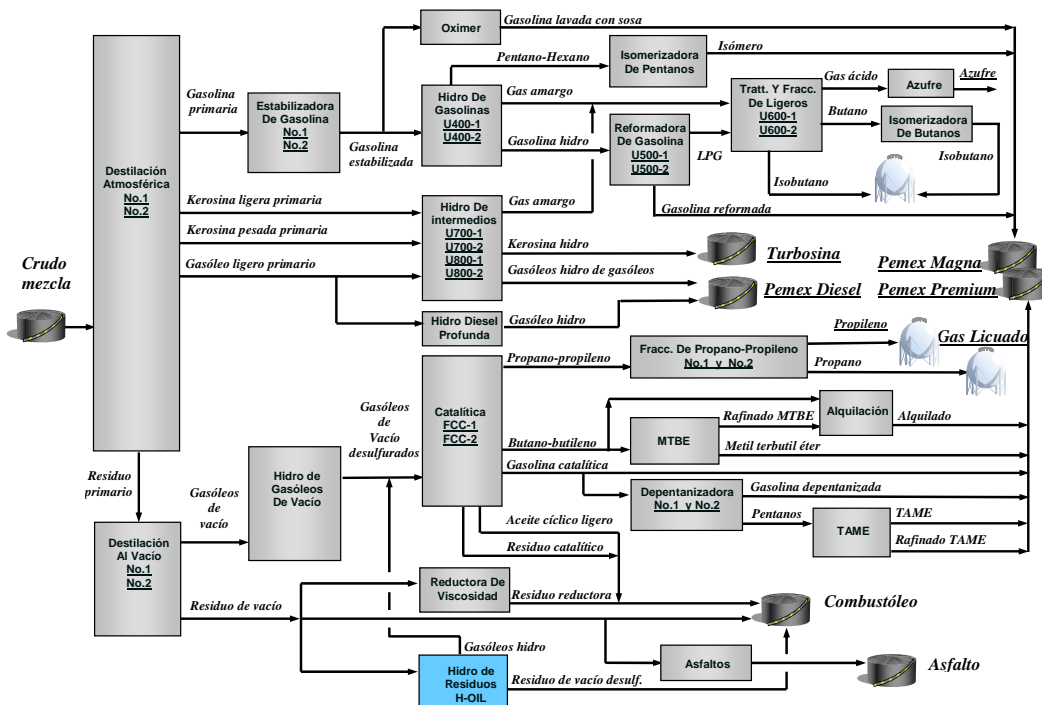 Gasolina lavada con sosa
Oximer
Pentano-Hexano
Isomerizadora
De Pentanos
Isómero
Gasolina
primaria
Estabilizadora
De Gasolina
No.1
No.2
Gasolina
estabilizada
Hidro De
Gasolinas
U400-1
U400-2
Gas amargo
Gasolina hidro
Reformadora
De Gasolina
U500-1
U500-2
LPG
Tratt. Y Fracc.
De Ligeros
U600-1
U600-2
Gas ácido
Azufre
Azufre
Butano
Isomerizadora
De Butanos
Isobutano
Isobutano
Gasolina reformada
Destilación
Atmosférica
No.1
No.2
Kerosina ligera primaria
Kerosina pesada primaria
Gasóleo ligero primario
Hidro De
intermedios
U700-1
U700-2
U800-1
U800-2
Gas amargo
Kerosina hidro
Turbosina
Gasóleos hidro de gasóleos
Pemex Diesel
Pemex Magna
Pemex Premium
Crudo
mezcla
Hidro Diesel
Profunda
Gasóleo hidro
Propano-propileno
Fracc. De Propano-Propileno
No.1 y No.2
Propileno
Gas Licuado
Propano
Gasóleos
de
Vacío
desulfurados
Catalítica
FCC-1
FCC-2
Butano-butileno
MTBE
Rafinado MTBE
Alquilación
Alquilado
Metil terbutil éter
Gasolina catalítica
Depentanizadora
No.1 y No.2
Gasolina depentanizada
Pentanos
TAME
TAME
Rafinado TAME
Residuo
primario
Gasóleos
de
vacío
Hidro de
Gasóleos
De Vacío
Aceite cíclico ligero
Residuo catalítico
Destilación
Al Vacío
No.1
No.2
Residuo de vacío
Reductora De
Viscosidad
Residuo reductora
Combustóleo
Gasóleos hidro
Hidro de
Residuos
H-OIL
Residuo de vacío desulf.
Asfaltos
Asfalto